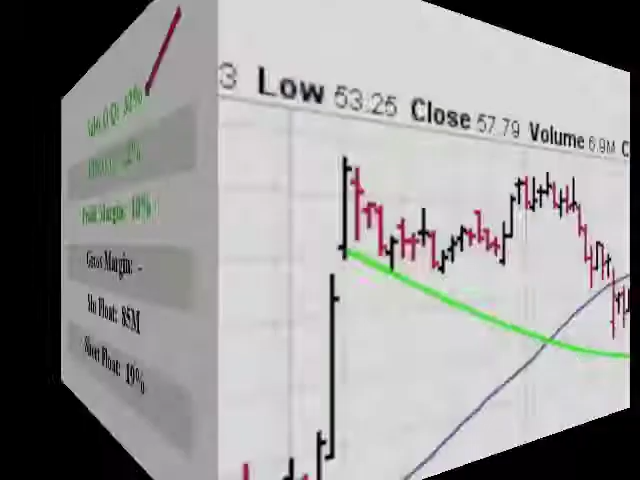 3 Low 53.25 Close 57.79 Volume 6.9M C
Profit Margin: 10%
Gross Margin: -
Shs Float: 85M
Short Float: 19%